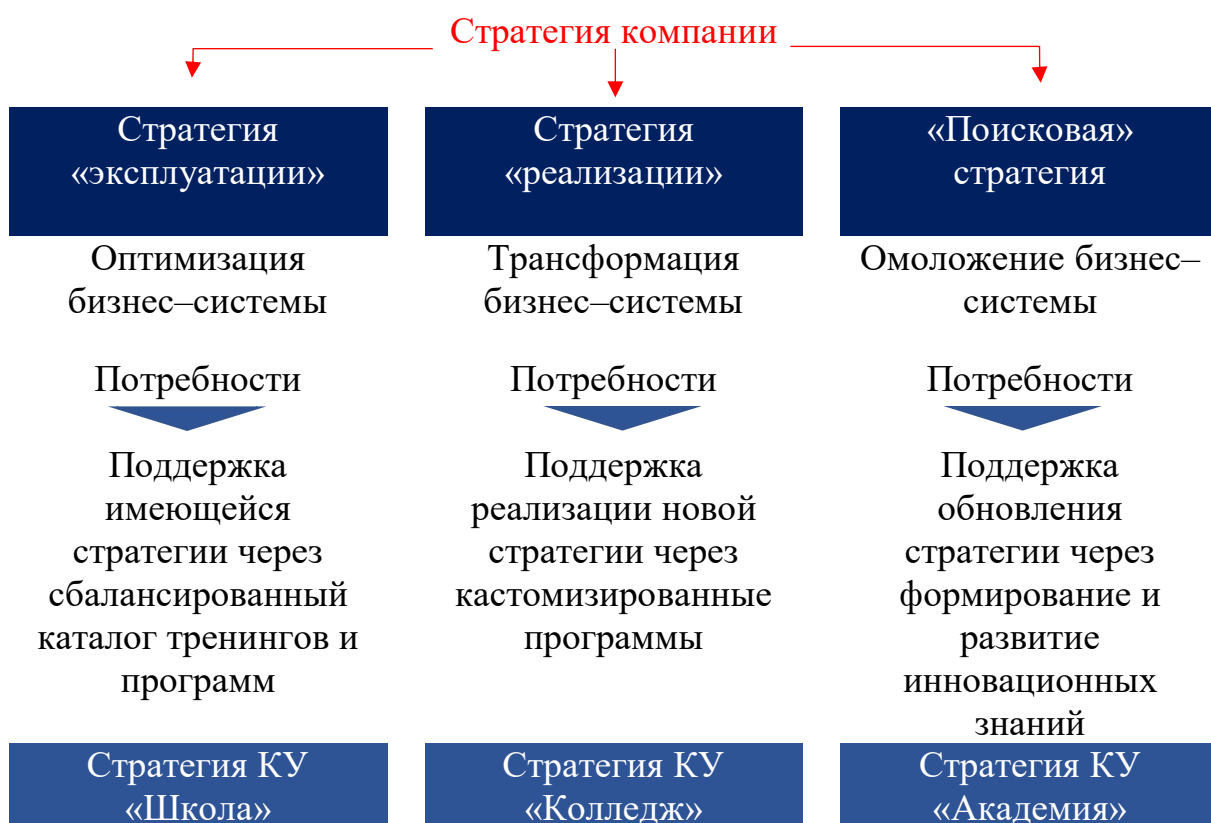 Стратегия компании
Стратегия
«эксплуатации»
Оптимизация
бизнес–системы
Потребности
Поддержка
имеющейся
стратегии через
сбалансированный
каталог тренингов и
программ
Стратегия КУ
«Школа»
Стратегия
«реализации»
Трансформация
бизнес–системы
Потребности
Поддержка
реализации новой
стратегии через
кастомизированные
программы
Стратегия КУ
«Колледж»
«Поисковая»
стратегия
Омоложение бизнес–
системы
Потребности
Поддержка
обновления
стратегии через
формирование и
развитие
инновационных
знаний
Стратегия КУ
«Академия»